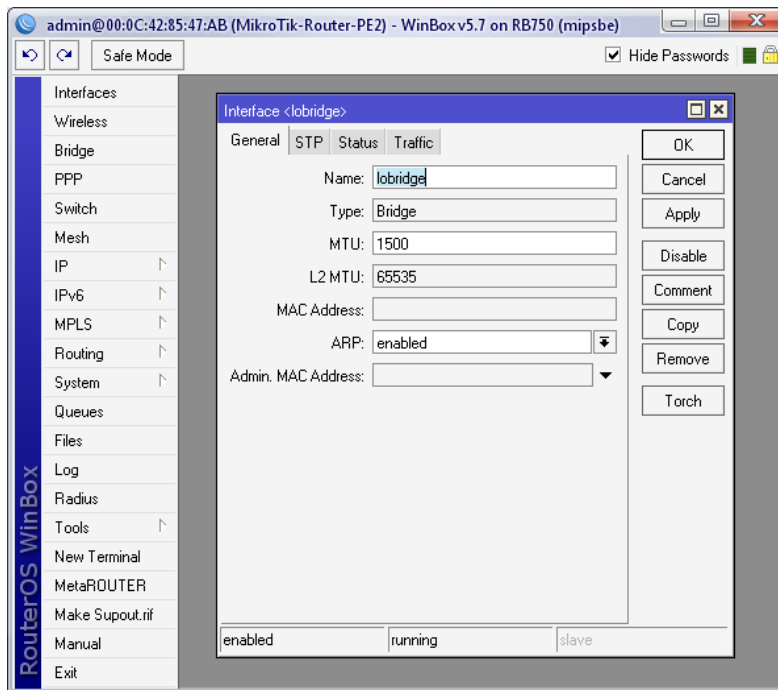 admin@00:0C:42:85:47:AB (MikroTik-Router-PE2) - WinBox v5.7 on RB750 (mipsbe)
Safe Mode
Hide Passwords
RouterOS WinBox
Interfaces
Wireless
Bridge
PPP
Switch
Mesh
IP
IPv6
MPLS
Routing
System
Queues
Files
Log
Radius
Tools
New Terminal
MetaROUTER
Make Supout.rif
Manual
Exit
Interface <lobridge>
General STP Status Traffic
Name: lobridge
Type: Bridge
MTU: 1500
L2 MTU: 65535
MAC Address:
ARP: enabled
Admin. MAC Address:
OK
Cancel
Apply
Disable
Comment
Copy
Remove
Torch
enabled running slave